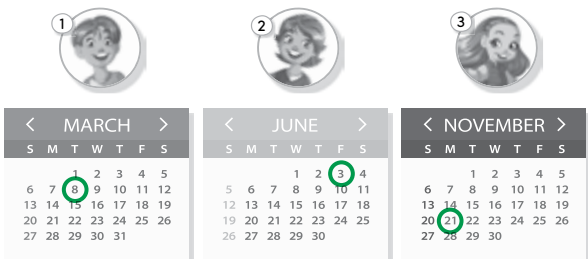 1
MARCH
S M T W T F S
1 2 3 4 5
6 7 8 9 10 11 12
13 14 15 16 17 18 19
20 21 22 23 24 25 26
27 28 29 30 31
2
JUNE
S M T W T F S
1 2 3 4
5 6 7 8 9 10 11
12 13 14 15 16 17 18
19 20 21 22 23 24 25
26 27 28 29 30
3
NOVEMBER
S M T W T F S
1 2 3 4 5
6 7 8 9 10 11 12
13 14 15 16 17 18 19
20 21 22 23 24 25 26
27 28 29 30